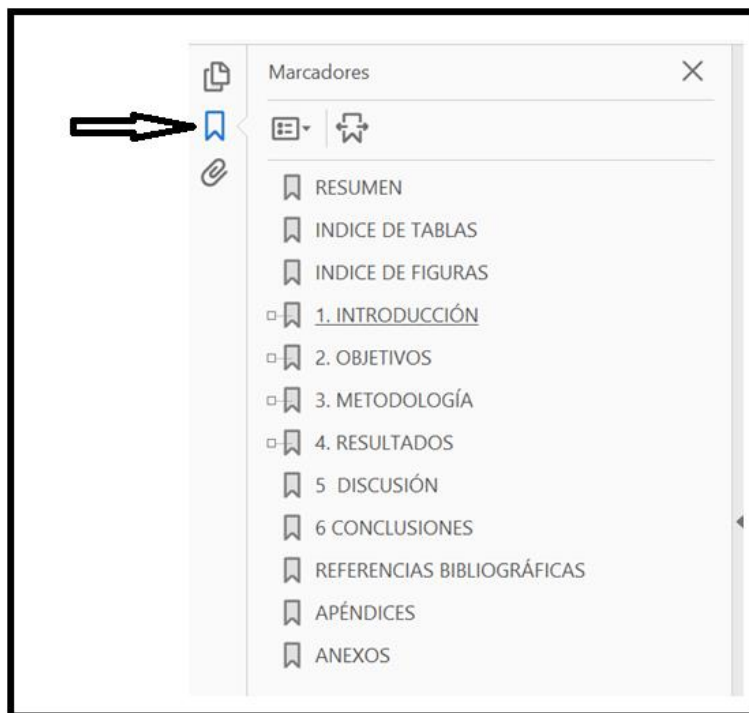 Marcadores
RESUMEN
INDICE DE TABLAS
INDICE DE FIGURAS
1. INTRODUCCIÓN
2. OBJETIVOS
3. METODOLOGÍA
4. RESULTADOS
5  DISCUSIÓN
6 CONCLUSIONES
REFERENCIAS BIBLIOGRÁFICAS
APÉNDICES
ANEXOS